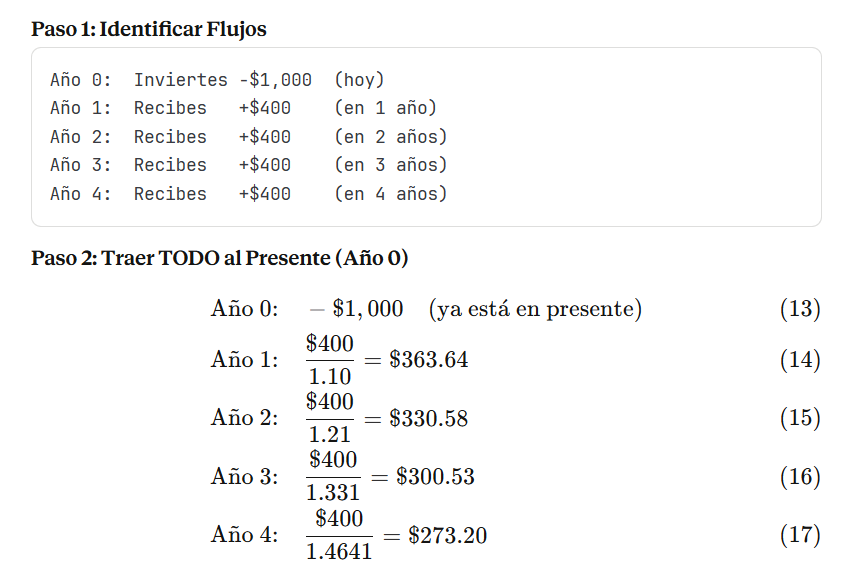 Paso 1: Identificar Flujos
Año 0:  Inviertes -$1,000  (hoy)
Año 1:  Recibes   +$400    (en 1 año)
Año 2:  Recibes   +$400    (en 2 años)
Año 3:  Recibes   +$400    (en 3 años)
Año 4:  Recibes   +$400    (en 4 años)
Paso 2: Traer TODO al Presente (Año 0)
Año 0: − $1,000 (ya está en presente) (13)
Año 1: $400/1.10 = $363.64 (14)
Año 2: $400/1.21 = $330.58 (15)
Año 3: $400/1.331 = $300.53 (16)
Año 4: $400/1.4641 = $273.20 (17)